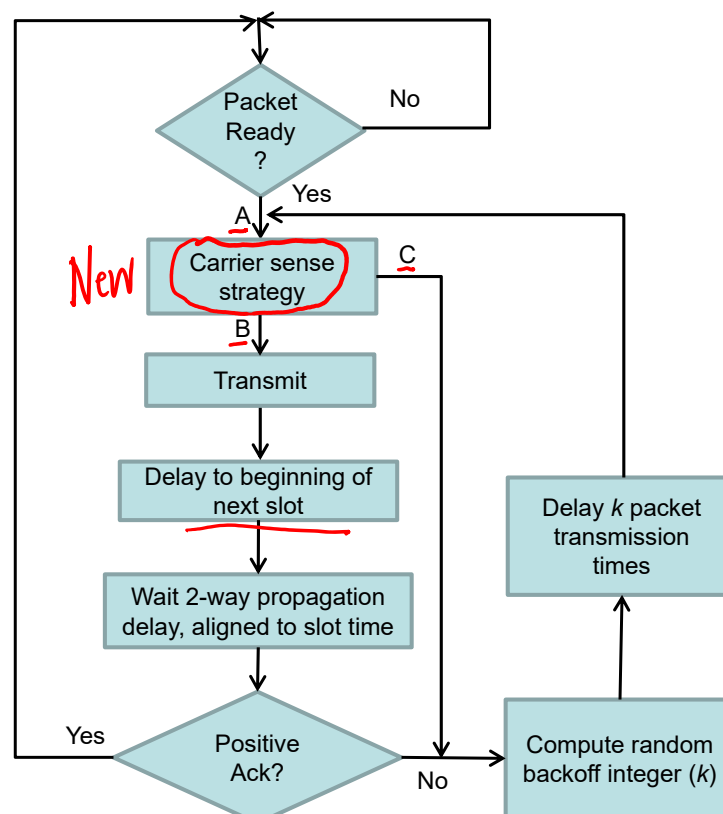 Packet
Ready
?
No
Yes
A
New
Carrier sense
strategy
C
B
Transmit
Delay to beginning of
next slot
Delay k packet
transmission
times
Wait 2-way propagation
delay, aligned to slot time
Yes
Positive
Ack?
No
Compute random
backoff integer (k)